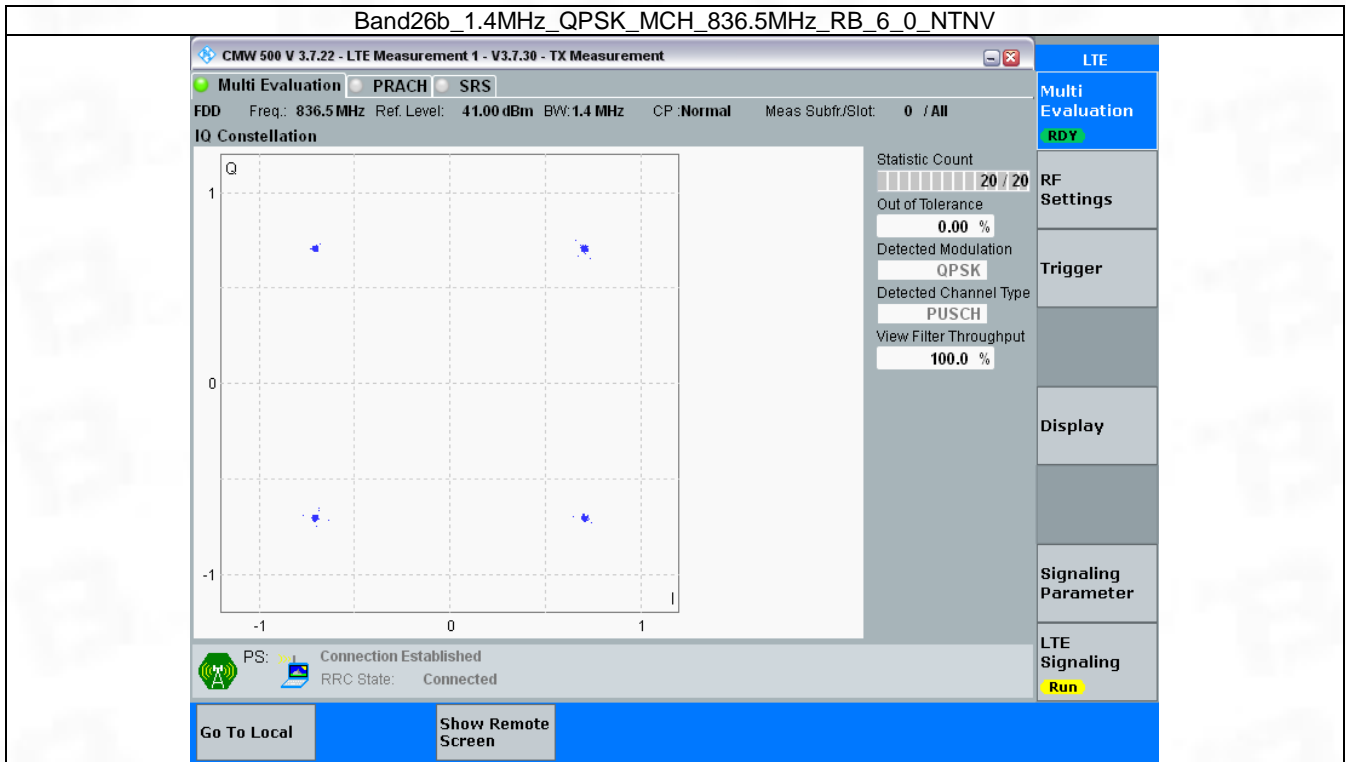 Band26b_1.4MHz_QPSK_MCH_836.5MHz_RB_6_0_NTNV
CMW 500 V 3.7.22 - LTE Measurement 1 - V3.7.30 - TX Measurement
LTE
Multi Evaluation PRACH SRS
Multi
Evaluation
RDY
FDD Freq.: 836.5 MHz Ref. Level: 41.00 dBm BW: 1.4 MHz CP :Normal Meas Subfr./Slot: 0 / All
IQ Constellation
Q
1
0
-1
I
-1 0 1
Statistic Count
20 / 20
Out of Tolerance
0.00 %
Detected Modulation
QPSK
Detected Channel Type
PUSCH
View Filter Throughput
100.0 %
RF
Settings
Trigger
Display
Signaling
Parameter
LTE
Signaling
Run
PS: Connection Established
RRC State: Connected
Go To Local
Show Remote
Screen